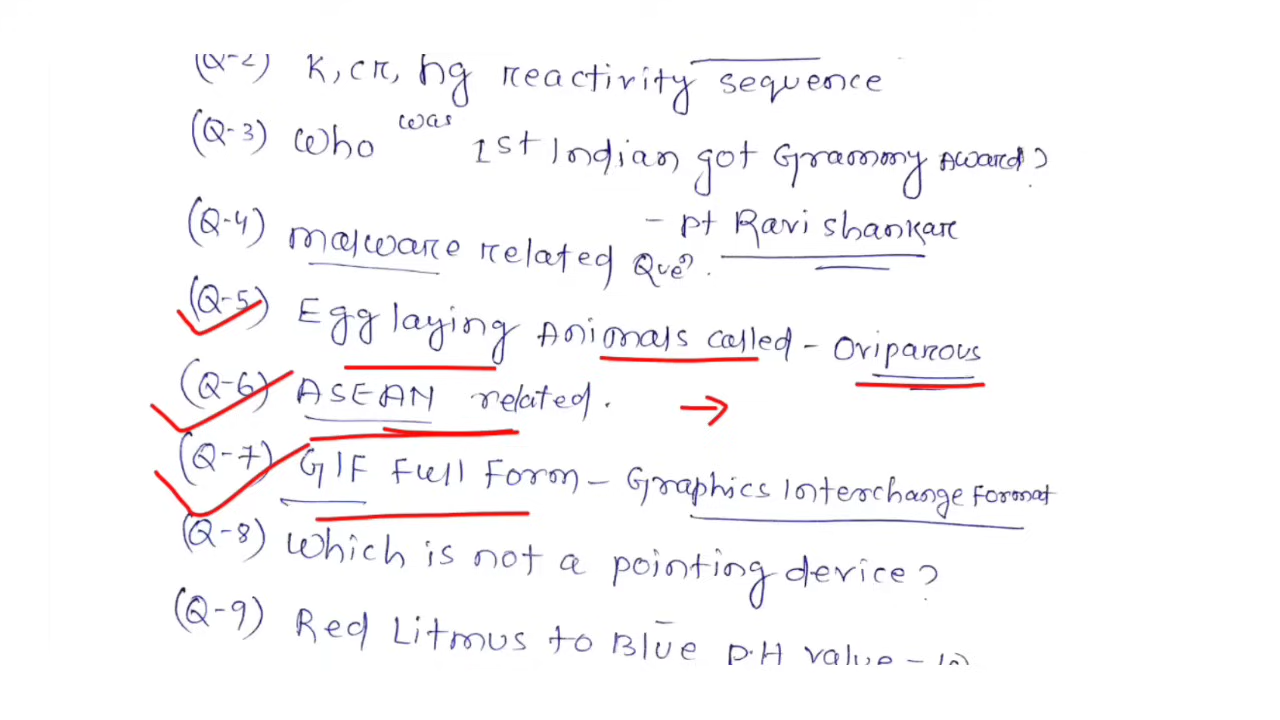 (Q-2) K, Cr, Hg reactivity sequence
(Q-3) Who was 1st Indian got Grammy Award?
- Pt Ravi Shankar
(Q-4) Malware related Que?.
(Q-5) Egg laying Animals called - Oviparous
(Q-6) ASEAN related. →
(Q-7) GIF Full Form - Graphics Interchange Format
(Q-8) Which is not a pointing device?
(Q-9) Red Litmus to Blue P.H value -